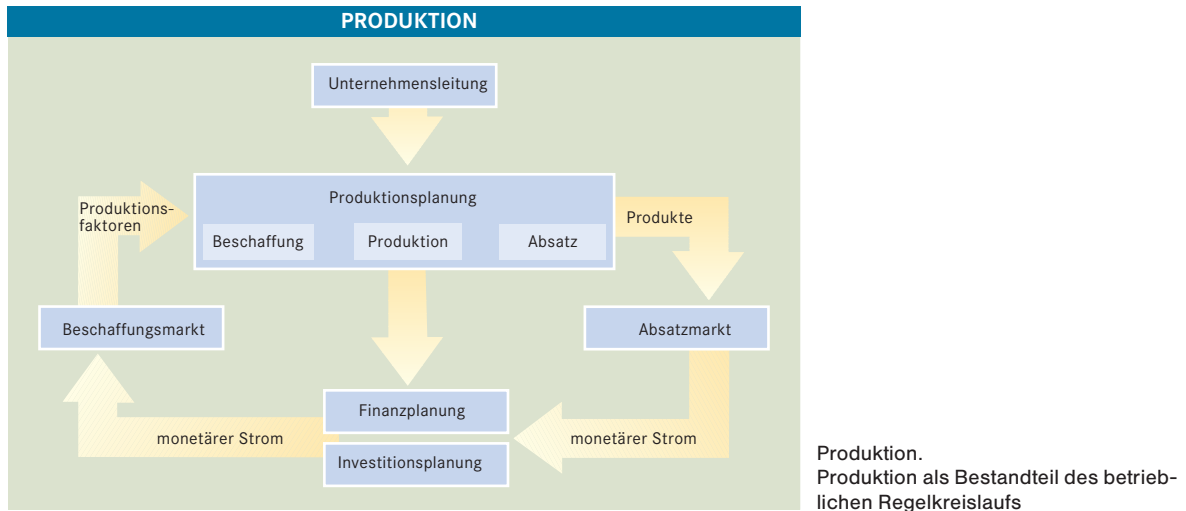 PRODUKTION
Unternehmensleitung
Produktionsplanung
Beschaffung
Produktion
Absatz
Produktions-
faktoren
Produkte
Beschaffungsmarkt
Absatzmarkt
Finanzplanung
Investitionsplanung
monetärer Strom
monetärer Strom
Produktion.
Produktion als Bestandteil des betrieb-
lichen Regelkreislaufs